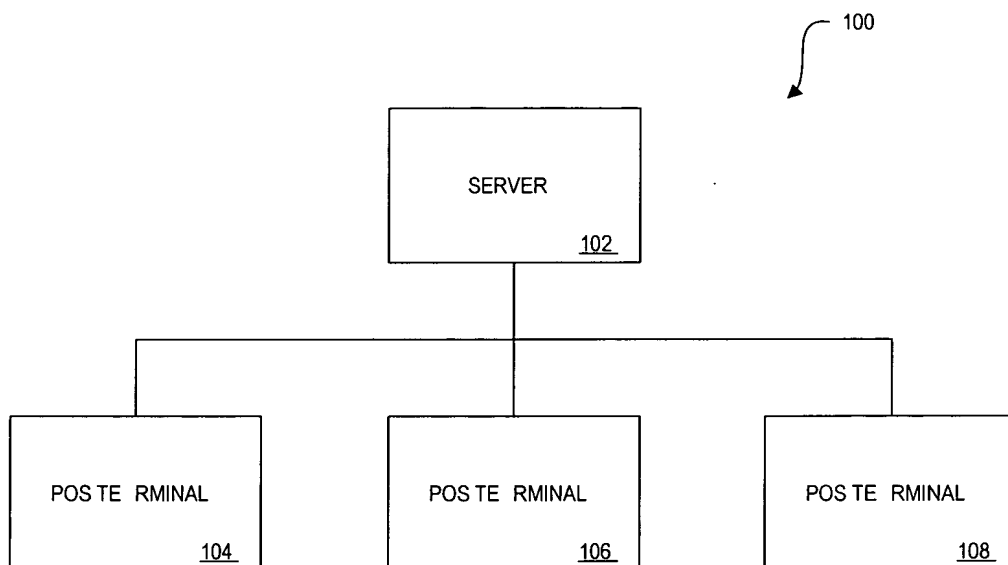 100
SERVER
102
POS TE RMINAL
104
POS TE RMINAL
106
POS TE RMINAL
108